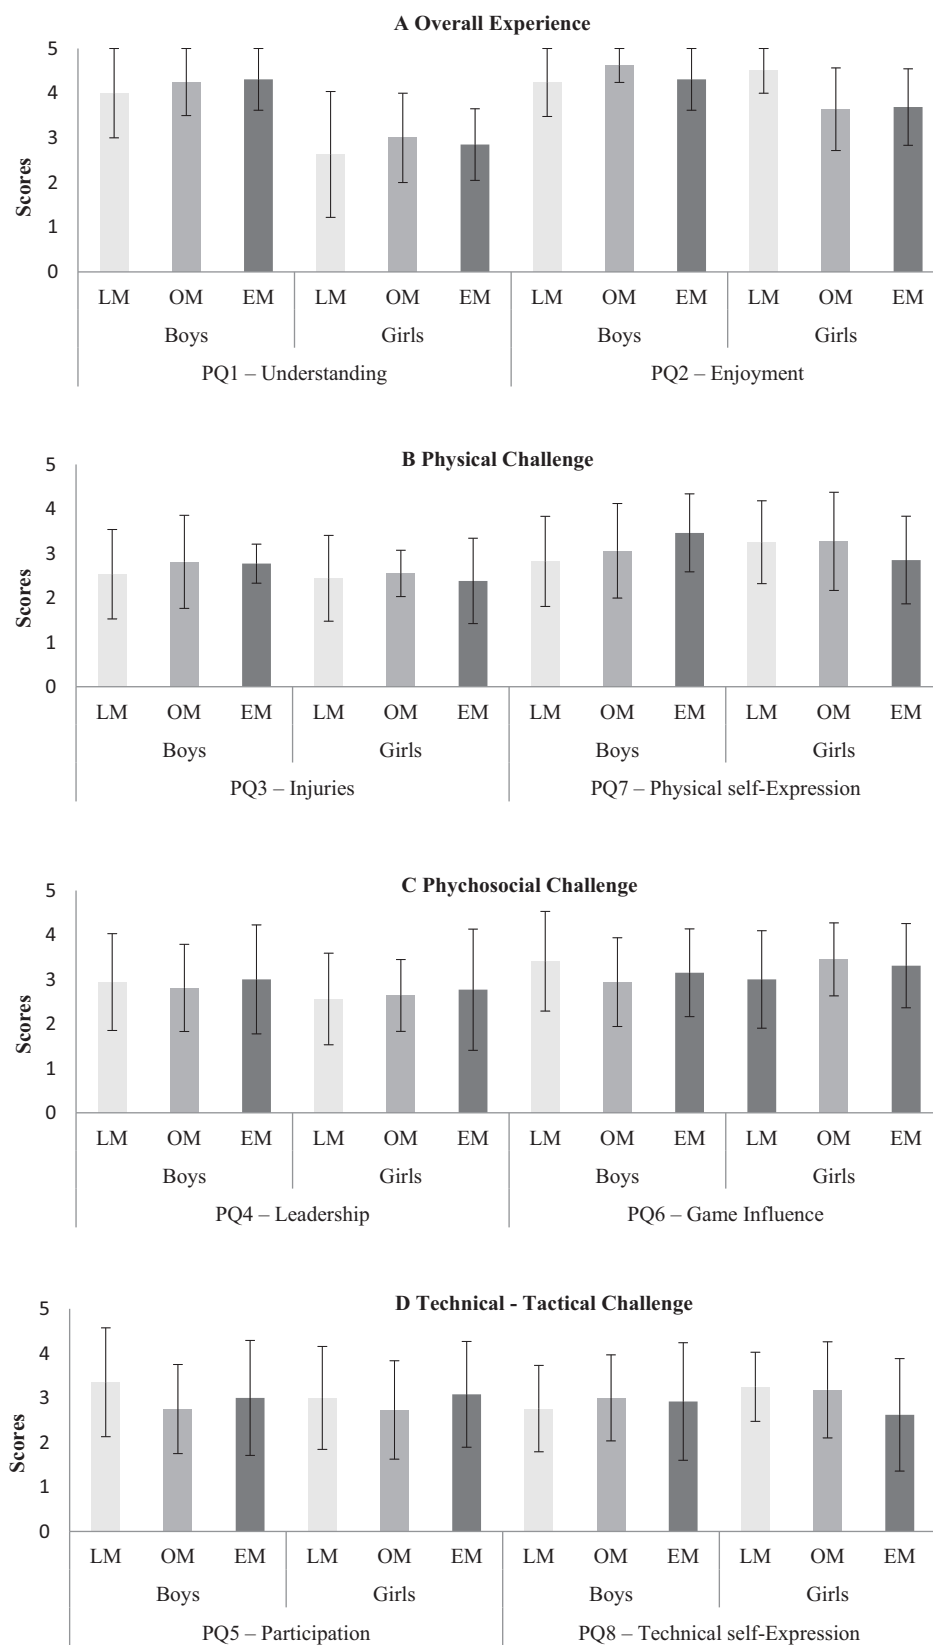 A Overall Experience
5
4
3
2
1
0
Scores
LM OM EM LM OM EM LM OM EM LM OM EM
Boys Girls Boys Girls
PQ1 – Understanding PQ2 – Enjoyment
B Physical Challenge
5
4
3
2
1
0
Scores
LM OM EM LM OM EM LM OM EM LM OM EM
Boys Girls Boys Girls
PQ3 – Injuries PQ7 – Physical self-Expression
C Phychosocial Challenge
5
4
3
2
1
0
Scores
LM OM EM LM OM EM LM OM EM LM OM EM
Boys Girls Boys Girls
PQ4 – Leadership PQ6 – Game Influence
D Technical - Tactical Challenge
5
4
3
2
1
0
Scores
LM OM EM LM OM EM LM OM EM LM OM EM
Boys Girls Boys Girls
PQ5 – Participation PQ8 – Technical self-Expression